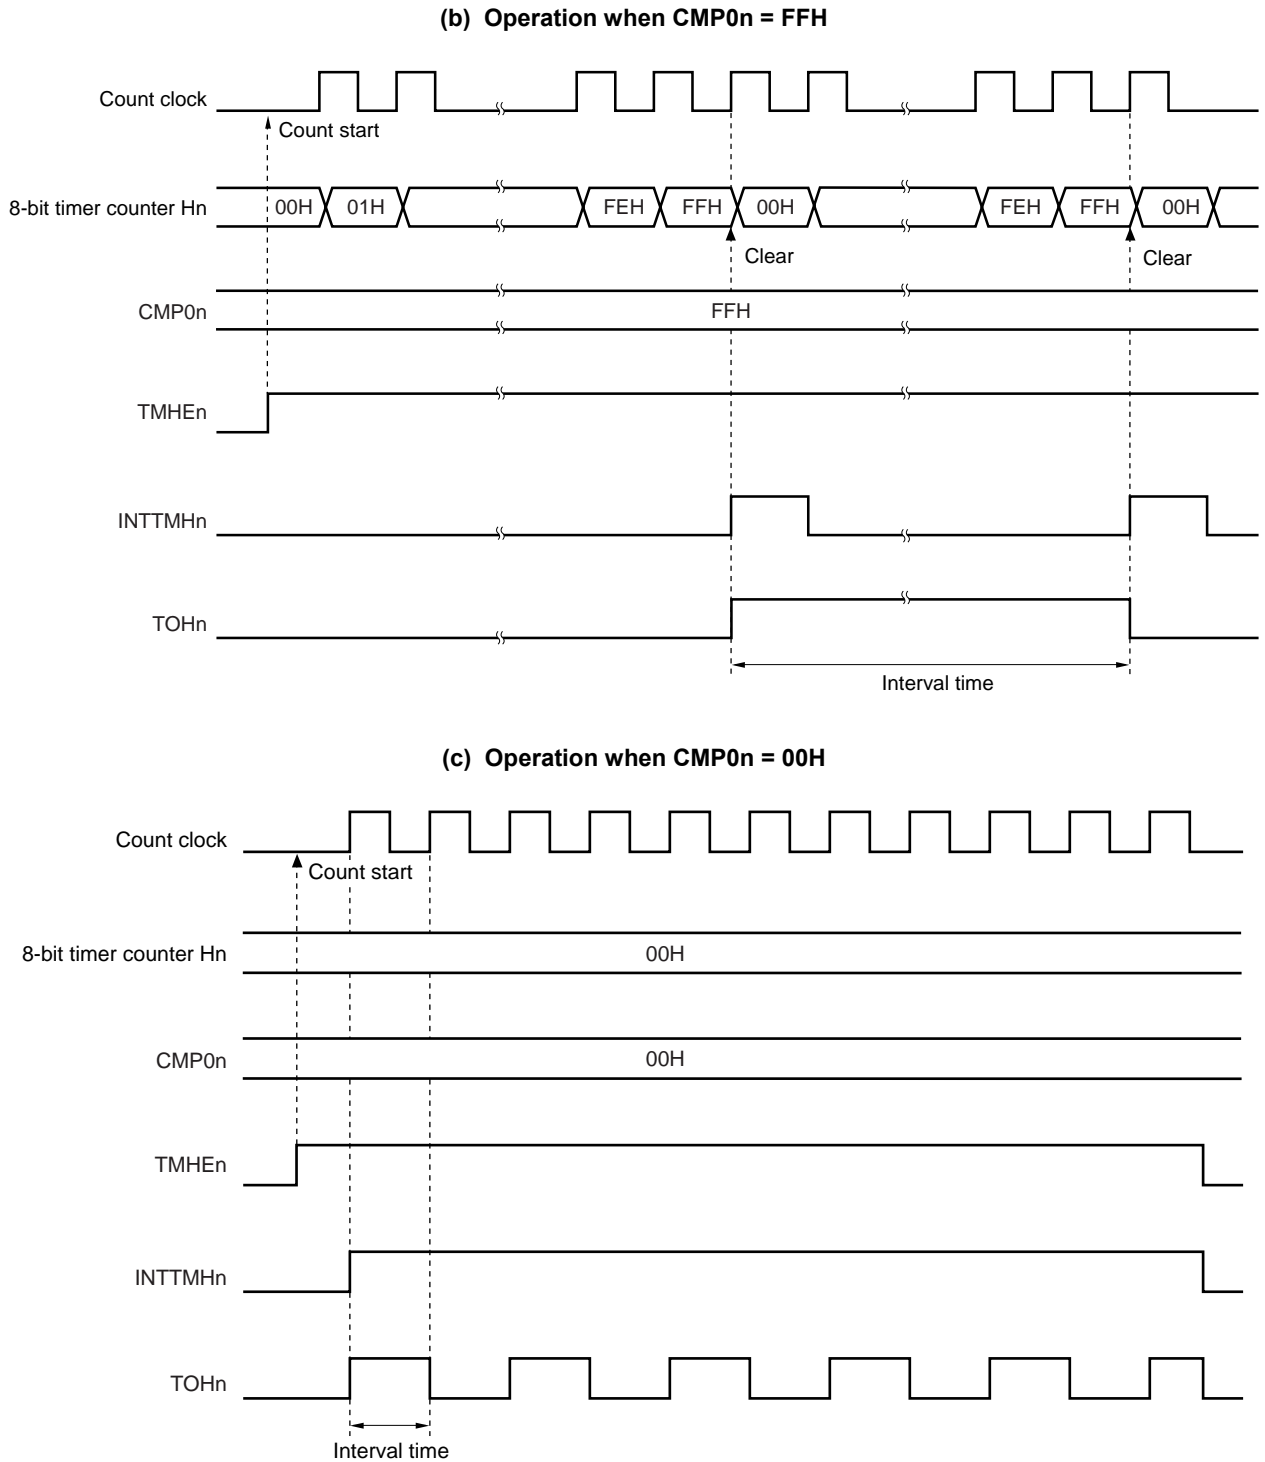 (b) Operation when CMP0n = FFH
Count clock
Count start
8-bit timer counter Hn
00H 01H FEH FFH 00H FEH FFH 00H
Clear Clear
CMP0n
FFH
TMHEn
INTTMHn
TOHn
Interval time
(c) Operation when CMP0n = 00H
Count clock
Count start
8-bit timer counter Hn
00H
CMP0n
00H
TMHEn
INTTMHn
TOHn
Interval time